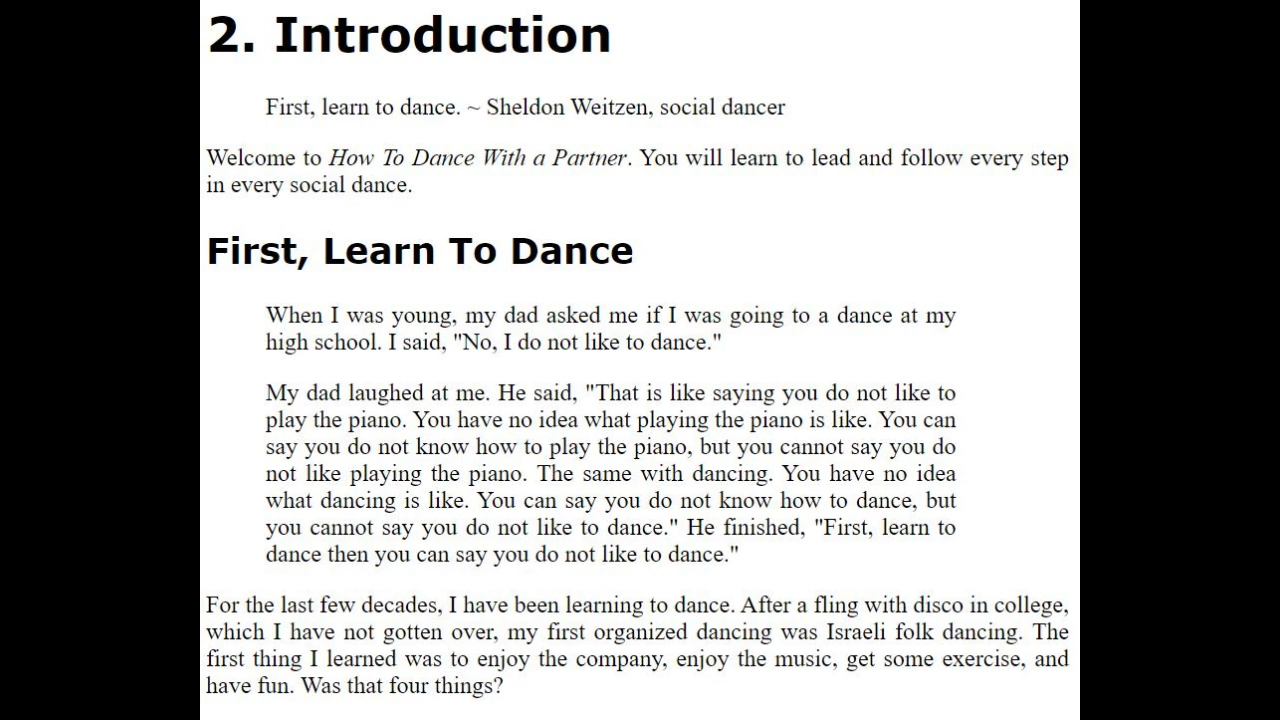 2. Introduction
First, learn to dance. ~ Sheldon Weitzen, social dancer
Welcome to How To Dance With a Partner. You will learn to lead and follow every step
in every social dance.
First, Learn To Dance
When I was young, my dad asked me if I was going to a dance at my
high school. I said, "No, I do not like to dance."
My dad laughed at me. He said, "That is like saying you do not like to
play the piano. You have no idea what playing the piano is like. You can
say you do not know how to play the piano, but you cannot say you do
not like playing the piano. The same with dancing. You have no idea
what dancing is like. You can say you do not know how to dance, but
you cannot say you do not like to dance." He finished, "First, learn to
dance then you can say you do not like to dance."
For the last few decades, I have been learning to dance. After a fling with disco in college,
which I have not gotten over, my first organized dancing was Israeli folk dancing. The
first thing I learned was to enjoy the company, enjoy the music, get some exercise, and
have fun. Was that four things?